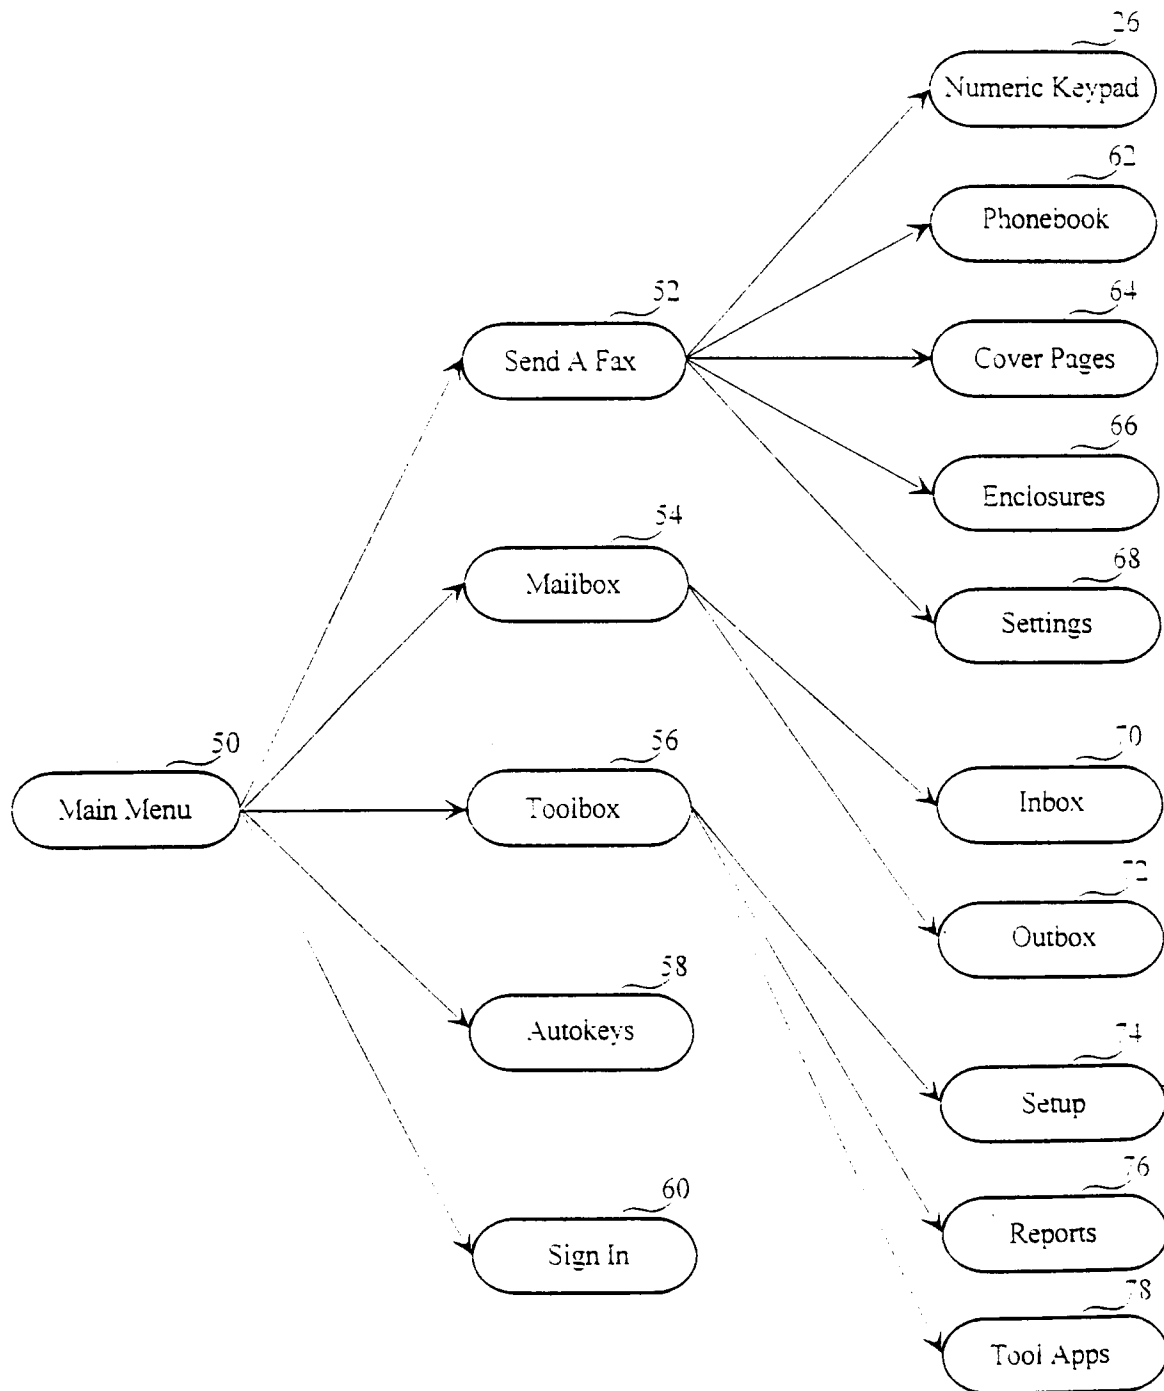 26
Numeric Keypad
62
Phonebook
52
64
Send A Fax
Cover Pages
66
Enclosures
54
Mailbox
68
Settings
50
56
70
Main Menu
Toolbox
Inbox
72
Outbox
58
Autokeys
74
Setup
60
76
Sign In
Reports
78
Tool Apps